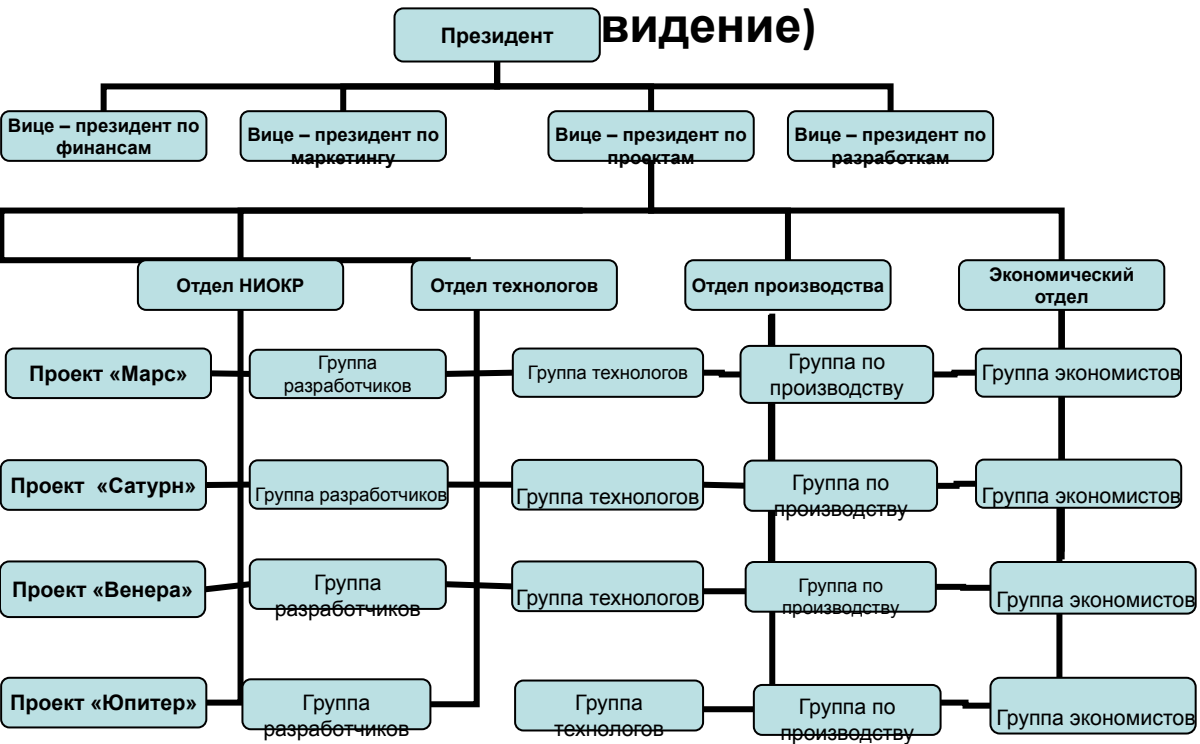 видение)
Президент
Вице – президент по
финансам
Вице – президент по
маркетингу
Вице – президент по
проектам
Вице – президент по
разработкам
Отдел НИОКР
Отдел технологов
Отдел производства
Экономический
отдел
Проект «Марс»
Группа
разработчиков
Группа технологов
Группа по
производству
Группа экономистов
Проект «Сатурн»
Группа разработчиков
Группа технологов
Группа по
производству
Группа экономистов
Проект «Венера»
Группа
разработчиков
Группа технологов
Группа по
производству
Группа экономистов
Проект «Юпитер»
Группа
разработчиков
Группа
технологов
Группа по
производству
Группа экономистов